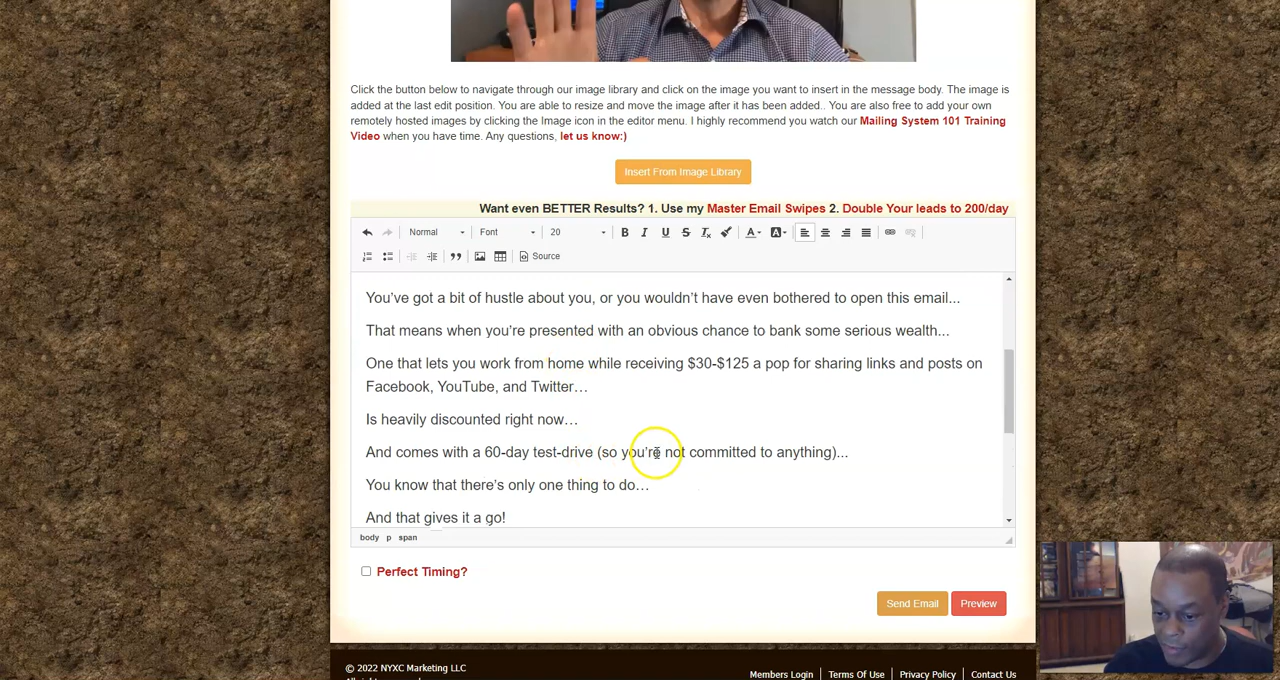 Click the button below to navigate through our image library and click on the image you want to insert in the message body. The image is
added at the last edit position. You are able to resize and move the image after it has been added.. You are also free to add your own
remotely hosted images by clicking the Image icon in the editor menu. I highly recommend you watch our Mailing System 101 Training
Video when you have time. Any questions, let us know:)
Insert From Image Library
Want even BETTER Results? 1. Use my Master Email Swipes 2. Double Your leads to 200/day
Normal Font 20 B I U S Tx A A
Source
You’ve got a bit of hustle about you, or you wouldn’t have even bothered to open this email...
That means when you’re presented with an obvious chance to bank some serious wealth...
One that lets you work from home while receiving $30-$125 a pop for sharing links and posts on
Facebook, YouTube, and Twitter…
Is heavily discounted right now…
And comes with a 60-day test-drive (so you’re not committed to anything)...
You know that there’s only one thing to do…
And that gives it a go!
body p span
Perfect Timing?
Send Email Preview
© 2022 NYXC Marketing LLC
Members Login Terms Of Use Privacy Policy Contact Us